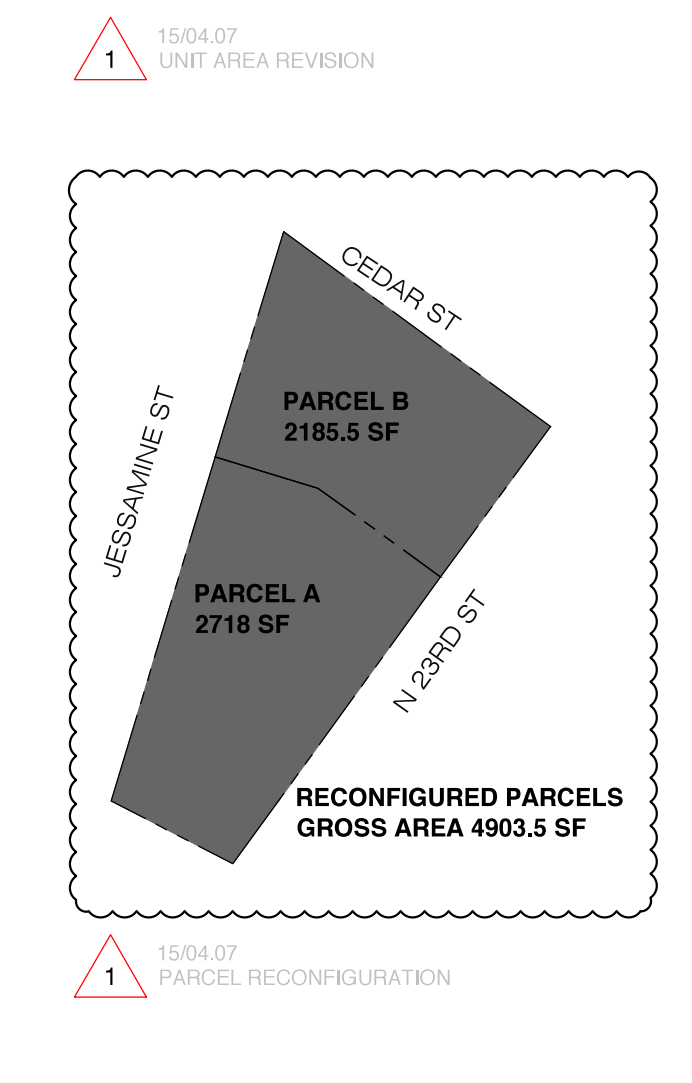 15/04.07
1
UNIT AREA REVISION
CEDAR ST
JESSAMINE ST
PARCEL B
2185.5 SF
PARCEL A
2718 SF
N 23RD ST
RECONFIGURED PARCELS
GROSS AREA 4903.5 SF
15/04.07
1
PARCEL RECONFIGURATION